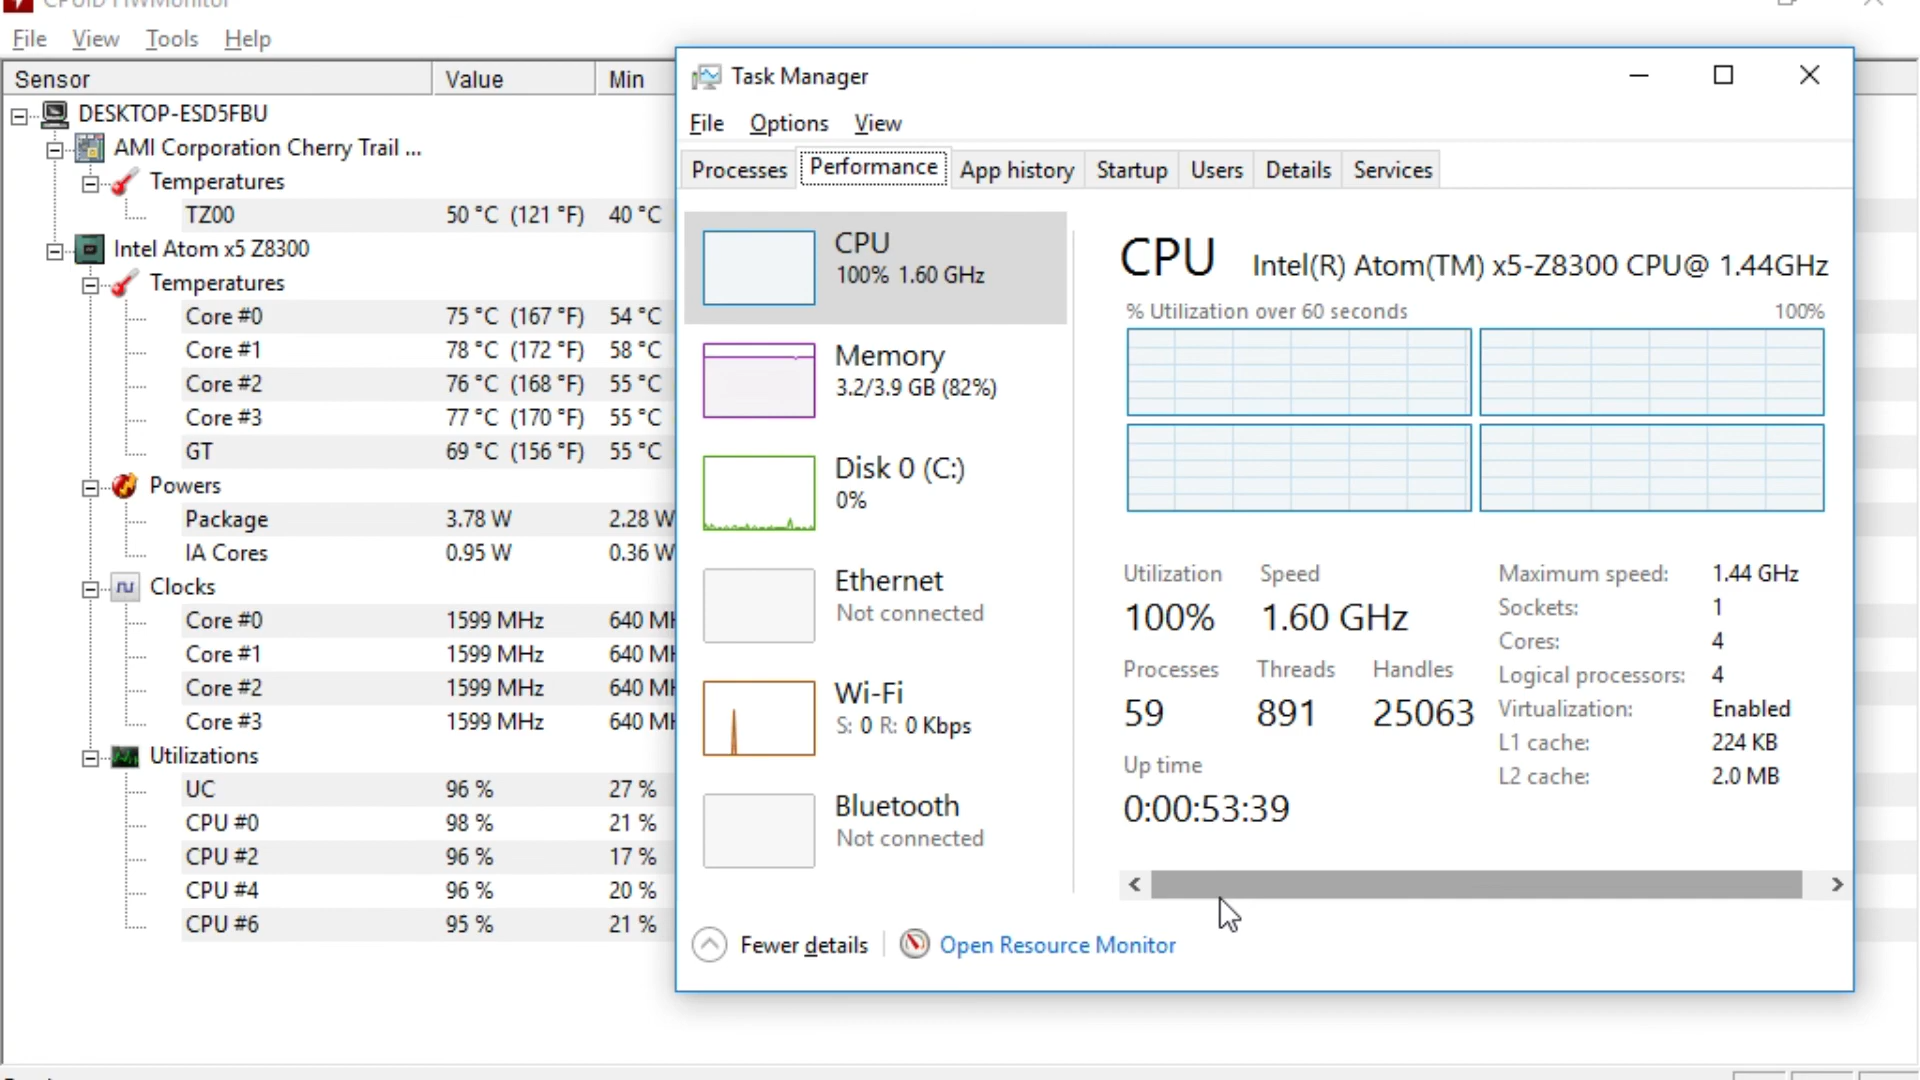 CPUID HWMonitor
File View Tools Help
Sensor Value Min
DESKTOP-ESD5FBU
AMI Corporation Cherry Trail ...
Temperatures
TZ00 50 °C (121 °F) 40 °C
Intel Atom x5 Z8300
Temperatures
Core #0 75 °C (167 °F) 54 °C
Core #1 78 °C (172 °F) 58 °C
Core #2 76 °C (168 °F) 55 °C
Core #3 77 °C (170 °F) 55 °C
GT 69 °C (156 °F) 55 °C
Powers
Package 3.78 W 2.28 W
IA Cores 0.95 W 0.36 W
Clocks
Core #0 1599 MHz 640 MH
Core #1 1599 MHz 640 MH
Core #2 1599 MHz 640 MH
Core #3 1599 MHz 640 MH
Utilizations
UC 96 % 27 %
CPU #0 98 % 21 %
CPU #2 96 % 17 %
CPU #4 96 % 20 %
CPU #6 95 % 21 %
Task Manager
File Options View
Processes Performance App history Startup Users Details Services
CPU
100% 1.60 GHz
Memory
3.2/3.9 GB (82%)
Disk 0 (C:)
0%
Ethernet
Not connected
Wi-Fi
S: 0 R: 0 Kbps
Bluetooth
Not connected
CPU Intel(R) Atom(TM) x5-Z8300 CPU@ 1.44GHz
% Utilization over 60 seconds 100%
Utilization Speed
100% 1.60 GHz
Processes Threads Handles
59 891 25063
Up time
0:00:53:39
Maximum speed: 1.44 GHz
Sockets: 1
Cores: 4
Logical processors: 4
Virtualization: Enabled
L1 cache: 224 KB
L2 cache: 2.0 MB
Fewer details Open Resource Monitor